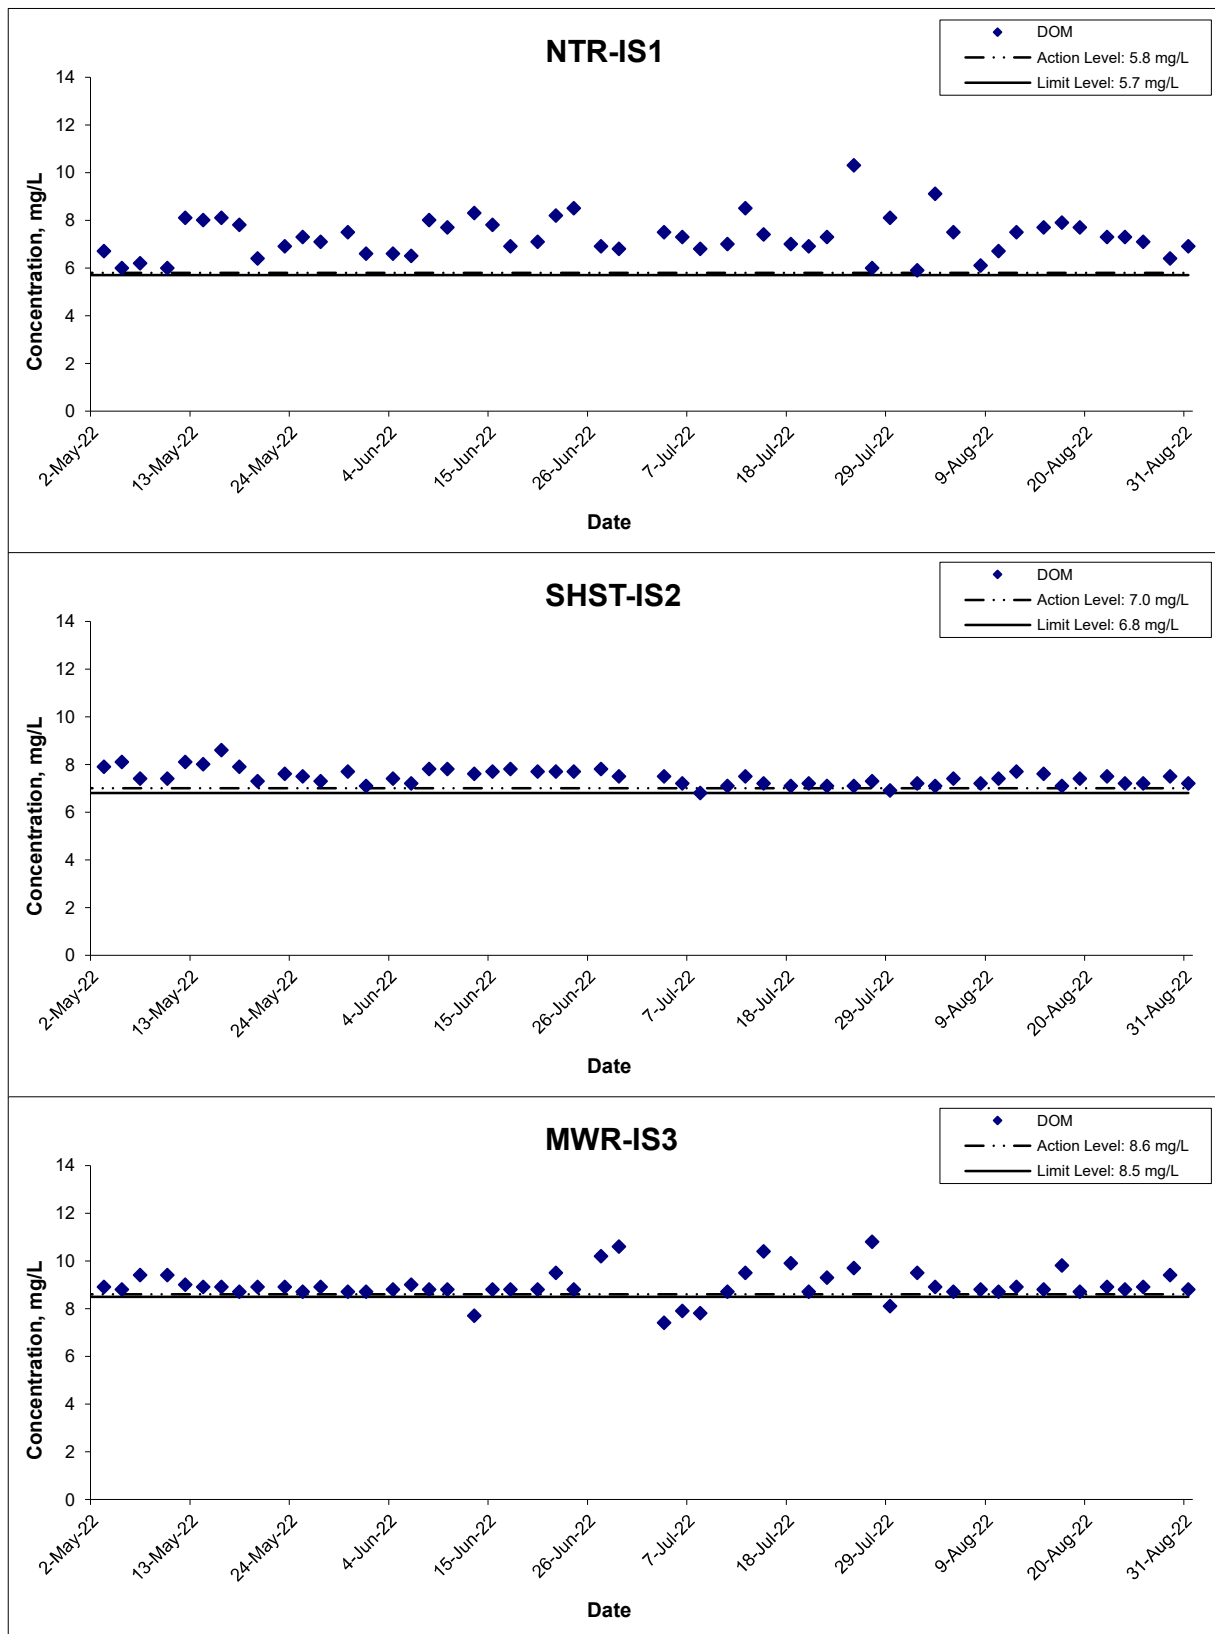 NTR-IS1
DOM
Action Level: 5.8 mg/L
Limit Level: 5.7 mg/L
Concentration, mg/L
14
12
10
8
6
4
2
0
2-May-22
13-May-22
24-May-22
4-Jun-22
15-Jun-22
26-Jun-22
7-Jul-22
18-Jul-22
29-Jul-22
9-Aug-22
20-Aug-22
31-Aug-22
Date
SHST-IS2
DOM
Action Level: 7.0 mg/L
Limit Level: 6.8 mg/L
Concentration, mg/L
14
12
10
8
6
4
2
0
2-May-22
13-May-22
24-May-22
4-Jun-22
15-Jun-22
26-Jun-22
7-Jul-22
18-Jul-22
29-Jul-22
9-Aug-22
20-Aug-22
31-Aug-22
Date
MWR-IS3
DOM
Action Level: 8.6 mg/L
Limit Level: 8.5 mg/L
Concentration, mg/L
14
12
10
8
6
4
2
0
2-May-22
13-May-22
24-May-22
4-Jun-22
15-Jun-22
26-Jun-22
7-Jul-22
18-Jul-22
29-Jul-22
9-Aug-22
20-Aug-22
31-Aug-22
Date